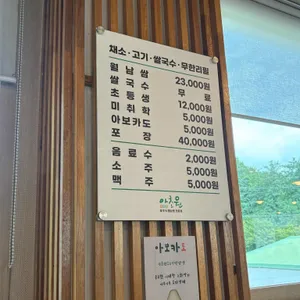 채소·고기·쌀국수·무한리필
월남쌈 23,000원
쌀국수 무료
초등생 12,000원
미취학 5,000원
아보카도 5,000원
포장 40,000원
음료수 2,000원
소주 5,000원
맥주 5,000원
아보카도